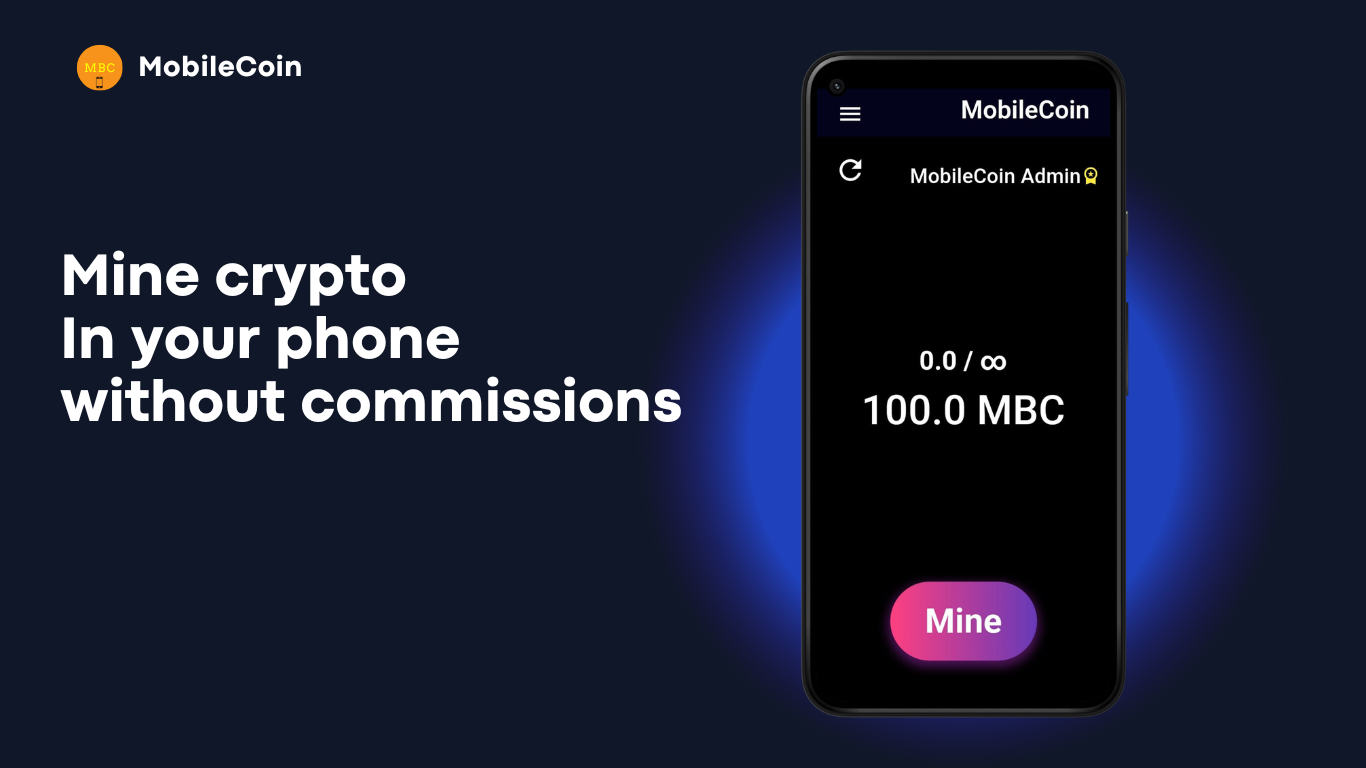 MBC
MobileCoin
Mine crypto
In your phone
without commissions
MobileCoin
MobileCoin Admin
0.0 / ∞
100.0 MBC
Mine